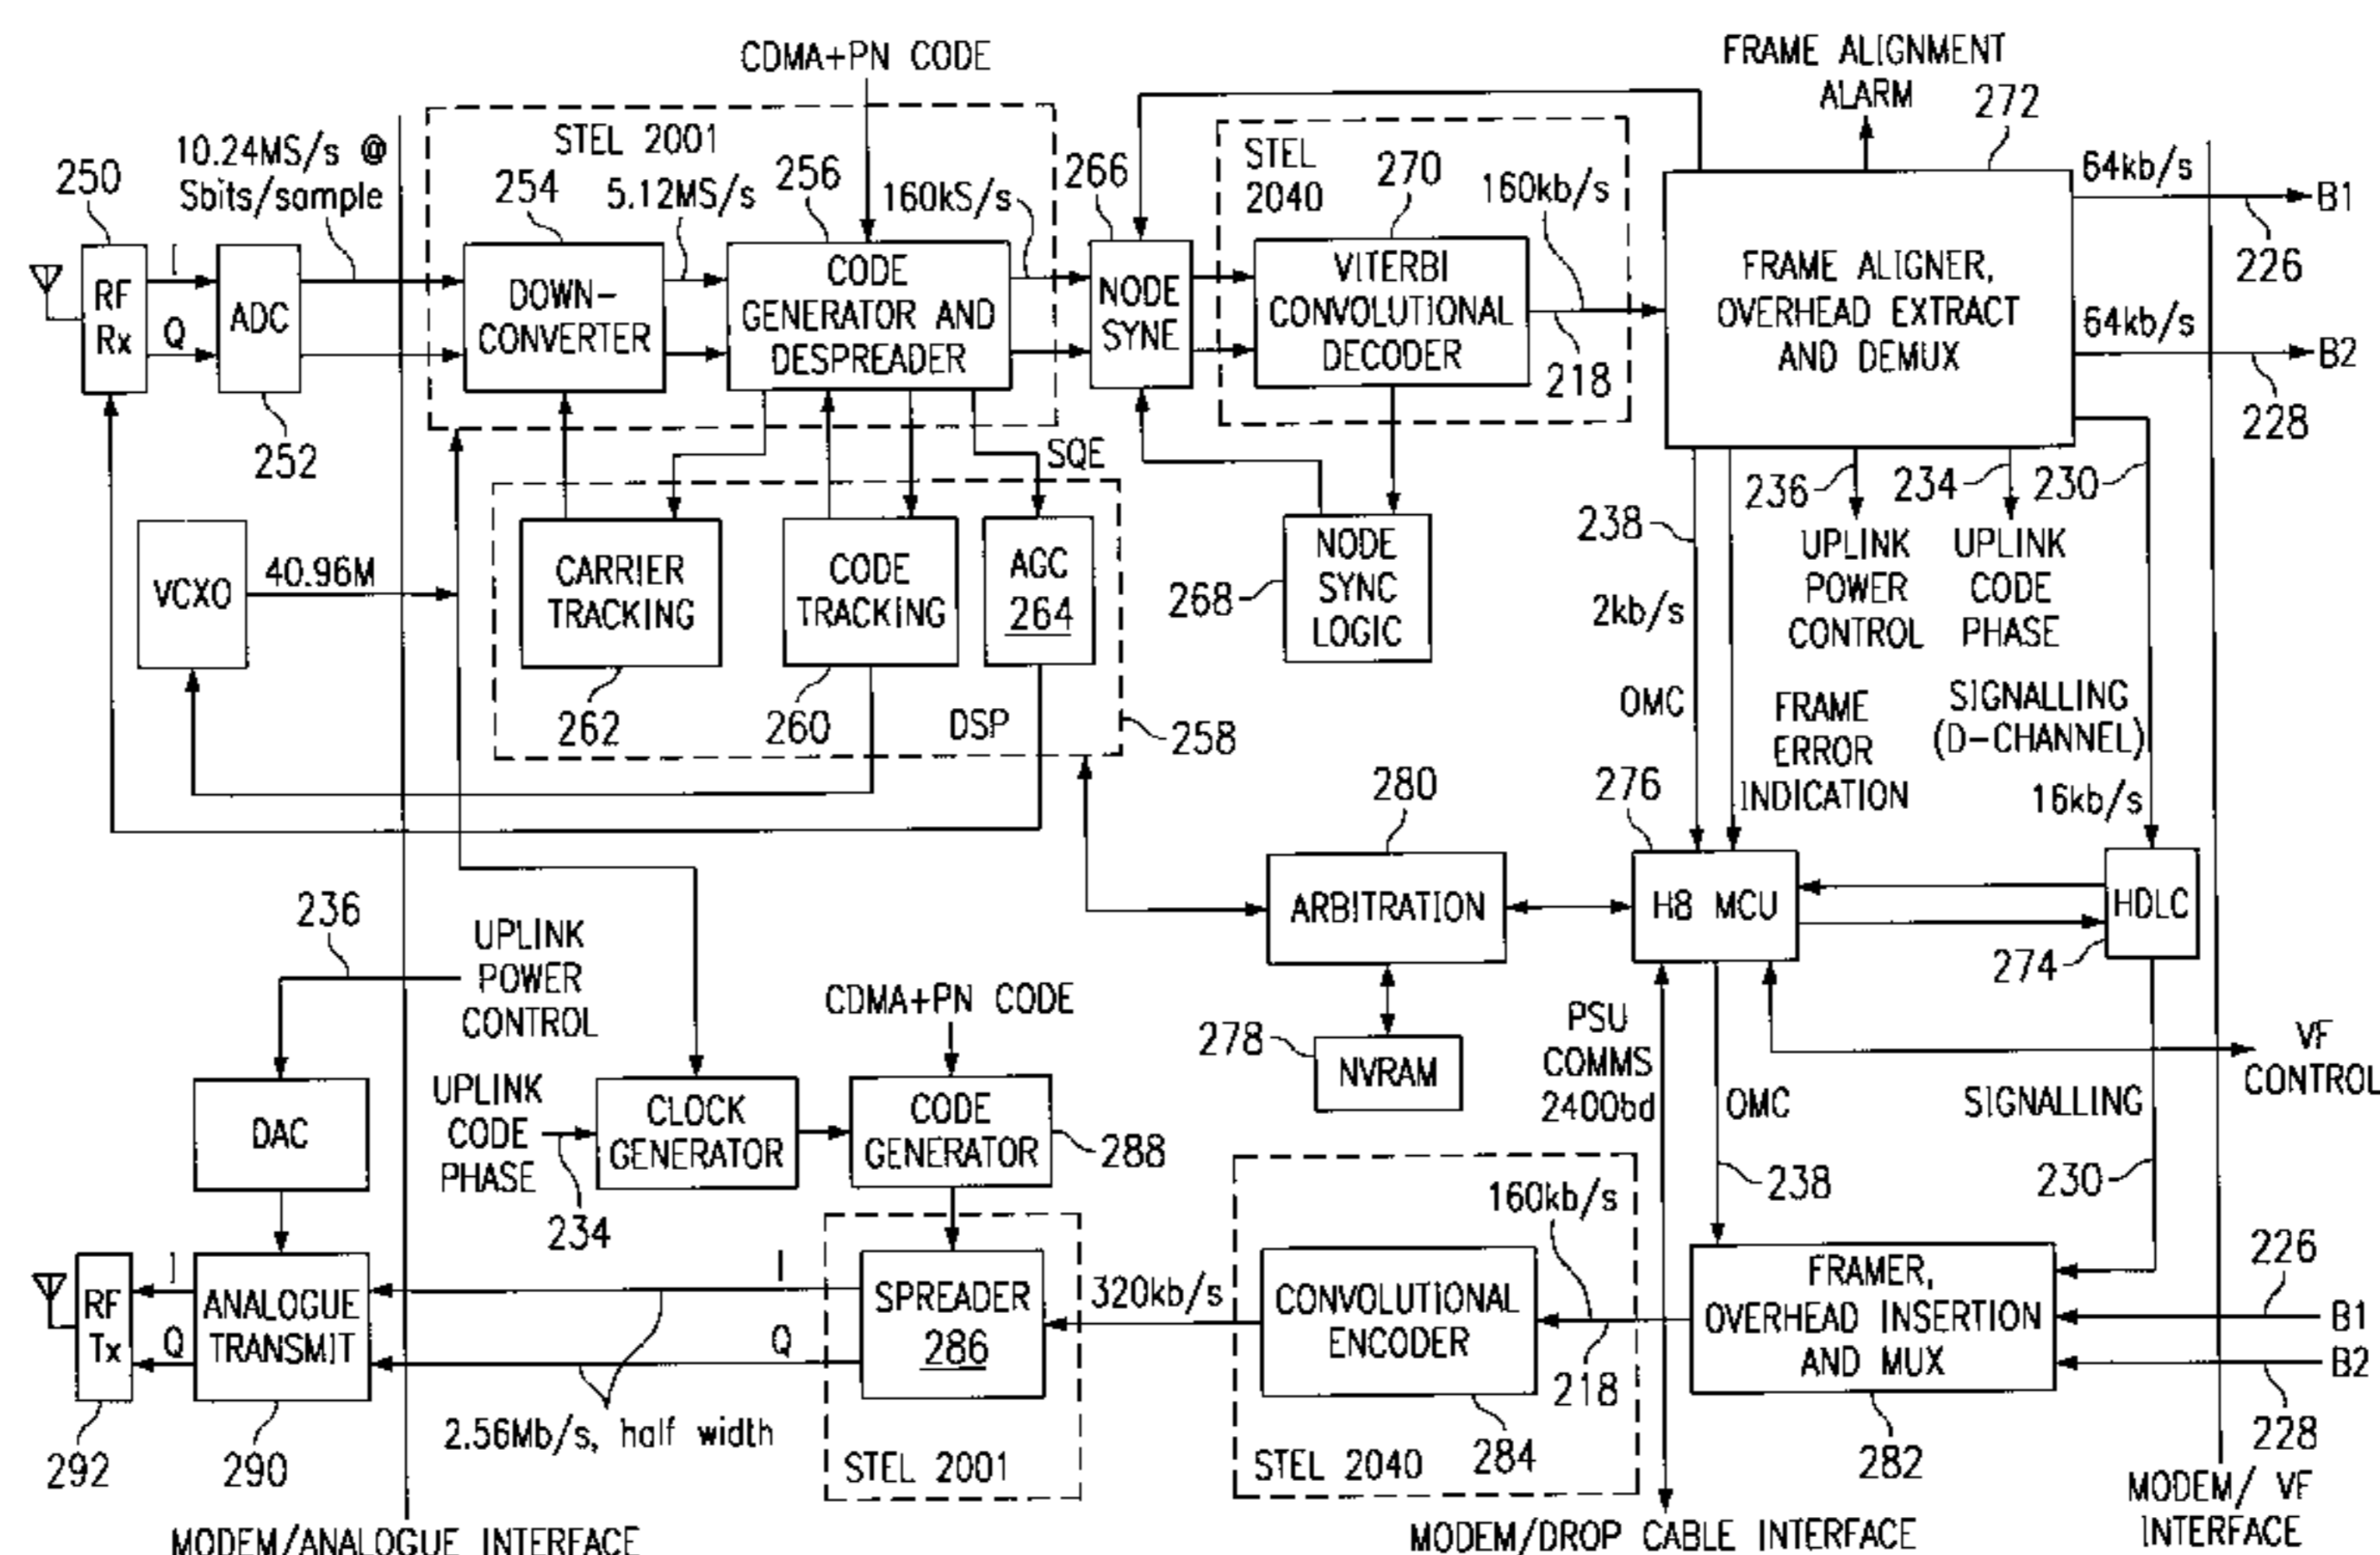 CDMA+PN CODE
FRAME ALIGNMENT
ALARM
272
10.24MS/s @
Sbits/sample
250
STEL 2001
254
5.12MS/s
256
160kS/s
266
STEL
2040
270
160kb/s
64kb/s
B1
226
64kb/s
B2
228
RF
Rx
I
Q
ADC
252
DOWN-
CONVERTER
CODE
GENERATOR AND
DESPREADER
NODE
SYNE
VITERBI
CONVOLUTIONAL
DECODER
218
FRAME ALIGNER,
OVERHEAD EXTRACT
AND DEMUX
SQE
236
234
230
238
2kb/s
OMC
UPLINK
POWER
CONTROL
UPLINK
CODE
PHASE
VCXO
40.96M
CARRIER
TRACKING
262
CODE
TRACKING
260
AGC
264
DSP
258
NODE
SYNC
LOGIC
268
FRAME
ERROR
INDICATION
SIGNALLING
(D-CHANNEL)
16kb/s
280
ARBITRATION
276
H8 MCU
HDLC
274
278
NVRAM
236
UPLINK
POWER
CONTROL
DAC
UPLINK
CODE
PHASE
234
CLOCK
GENERATOR
CDMA+PN CODE
CODE
GENERATOR
288
PSU
COMMS
2400bd
OMC
238
SIGNALLING
230
VF
CONTROL
RF
Tx
292
I
Q
ANALOGUE
TRANSMIT
290
I
Q
2.56Mb/s, half width
SPREADER
286
STEL 2001
320kb/s
CONVOLUTIONAL
ENCODER
284
STEL 2040
160kb/s
218
FRAMER,
OVERHEAD INSERTION
AND MUX
282
226
B1
B2
228
MODEM/ANALOGUE INTERFACE
MODEM/DROP CABLE INTERFACE
MODEM/ VF
INTERFACE